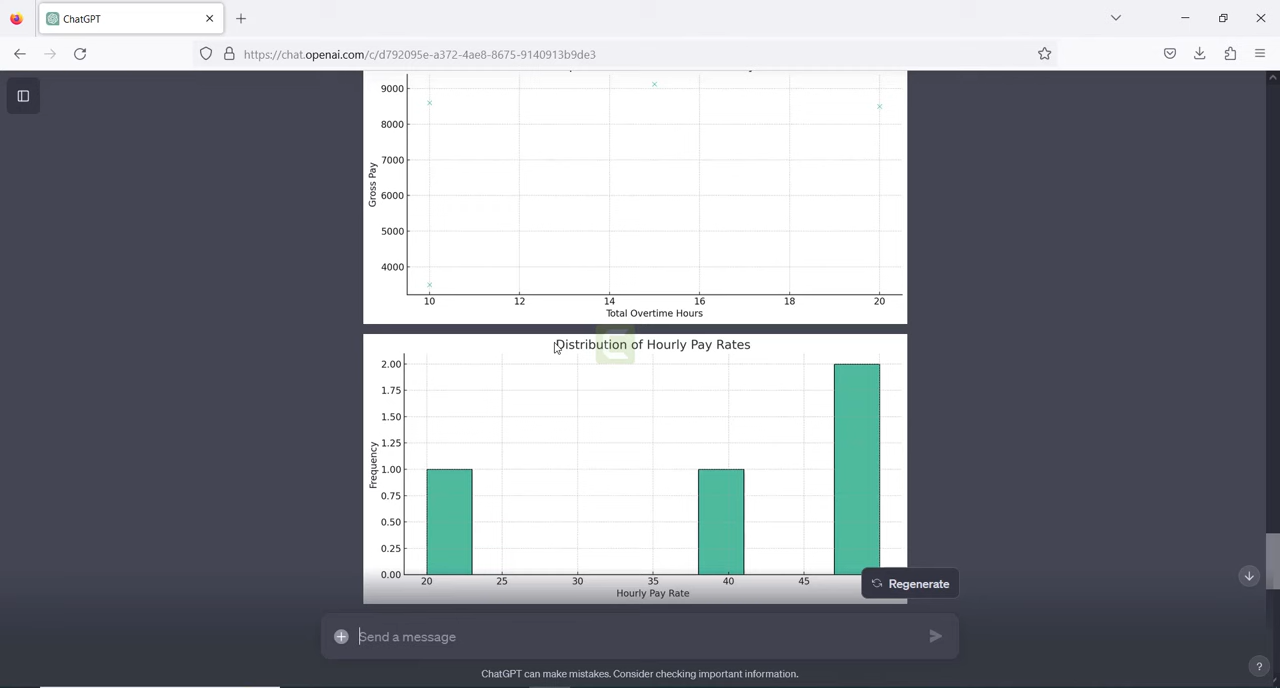 ChatGPT
https://chat.openai.com/c/d792095e-a372-4ae8-8675-9140913b9de3
9000
8000
7000
6000
5000
4000
Gross Pay
10 12 14 16 18 20
Total Overtime Hours
Distribution of Hourly Pay Rates
2.00
1.75
1.50
1.25
1.00
0.75
0.50
0.25
0.00
Frequency
20 25 30 35 40 45
Hourly Pay Rate
Regenerate
Send a message
ChatGPT can make mistakes. Consider checking important information.
?